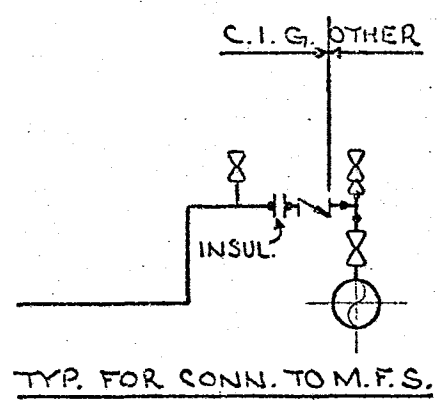 C.I.G. OTHER
INSUL.
TYP. FOR CONN. TO M.F.S.